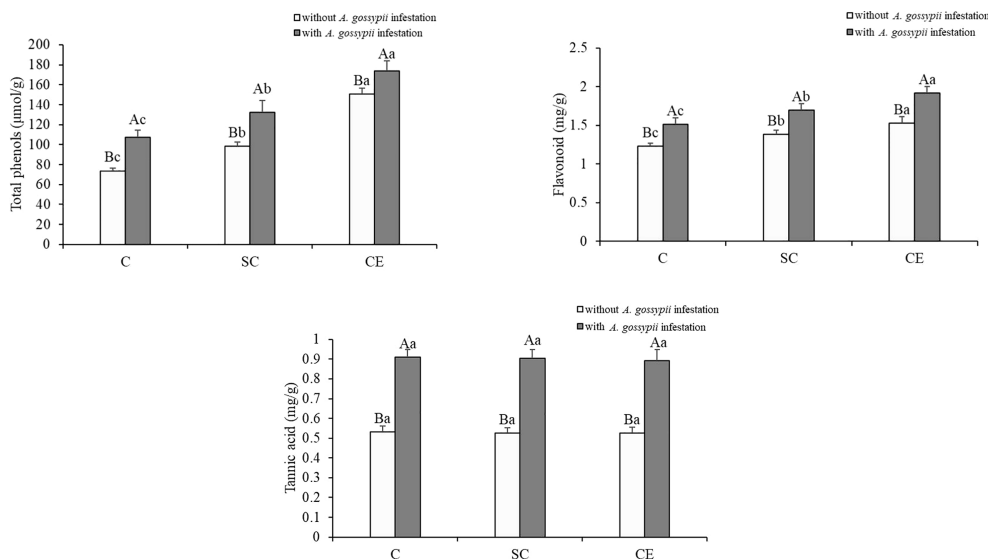 without A. gossypii infestation
with A. gossypii infestation
Total phenols (μmol/g)
200
180
160
140
120
100
80
60
40
20
0
Bc
Ac
Bb
Ab
Ba
Aa
C
SC
CE
without A. gossypii infestation
with A. gossypii infestation
Flavonoid (mg/g)
2.5
2
1.5
1
0.5
0
Bc
Ac
Bb
Ab
Ba
Aa
C
SC
CE
without A. gossypii infestation
with A. gossypii infestation
Tannic acid (mg/g)
1
0.9
0.8
0.7
0.6
0.5
0.4
0.3
0.2
0.1
0
Ba
Aa
Ba
Aa
Ba
Aa
C
SC
CE